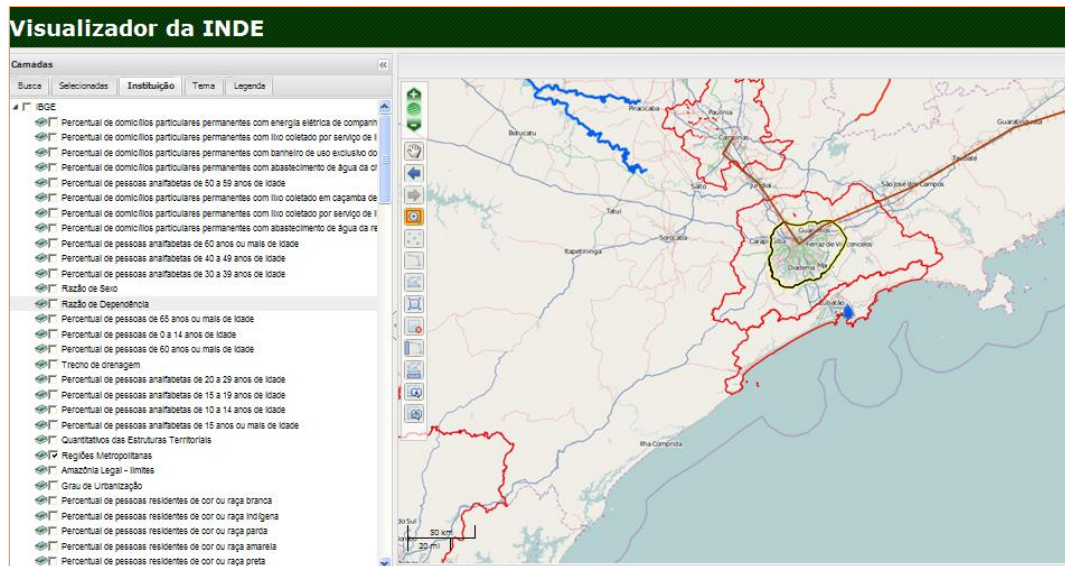 Visualizador da INDE
Camadas
Busca Selecionadas Instituição Tema Legenda
IBGE
Percentual de domicílios particulares permanentes com energia elétrica de companh
Percentual de domicílios particulares permanentes com lixo coletado por serviço de l
Percentual de domicílios particulares permanentes com banheiro de uso exclusivo do
Percentual de domicílios particulares permanentes com abastecimento de água da ch
Percentual de pessoas analfabetas de 50 a 59 anos de idade
Percentual de domicílios particulares permanentes com lixo coletado em caçamba de
Percentual de domicílios particulares permanentes com lixo coletado por serviço de l
Percentual de domicílios particulares permanentes com abastecimento de água da re
Percentual de pessoas analfabetas de 60 anos ou mais de idade
Percentual de pessoas analfabetas de 40 a 49 anos de idade
Percentual de pessoas analfabetas de 30 a 39 anos de idade
Razão de Sexo
Razão de Dependência
Percentual de pessoas de 65 anos ou mais de idade
Percentual de pessoas de 0 a 14 anos de idade
Percentual de pessoas de 60 anos ou mais de idade
Trecho de drenagem
Percentual de pessoas analfabetas de 20 a 29 anos de idade
Percentual de pessoas analfabetas de 15 a 19 anos de idade
Percentual de pessoas analfabetas de 10 a 14 anos de idade
Percentual de pessoas analfabetas de 15 anos ou mais de idade
Quantitativos das Estruturas Territoriais
Regiões Metropolitanas
Amazônia Legal - limites
Grau de Urbanização
Percentual de pessoas residentes de cor ou raça branca
Percentual de pessoas residentes de cor ou raça indígena
Percentual de pessoas residentes de cor ou raça parda
Percentual de pessoas residentes de cor ou raça amarela
Percentual de pessoas residentes de cor ou raça preta
Piracicaba
Paulínia
Campinas
Botucatu
Guaratinguetá
Taubaté
São José dos Campos
Jundiaí
Salto
Tatuí
Sorocaba
Itapetininga
Guarulhos
Ferraz de Vasconcelos
Diadema
Cubatão
Ilha Comprida
do Sul
50 km
20 mi